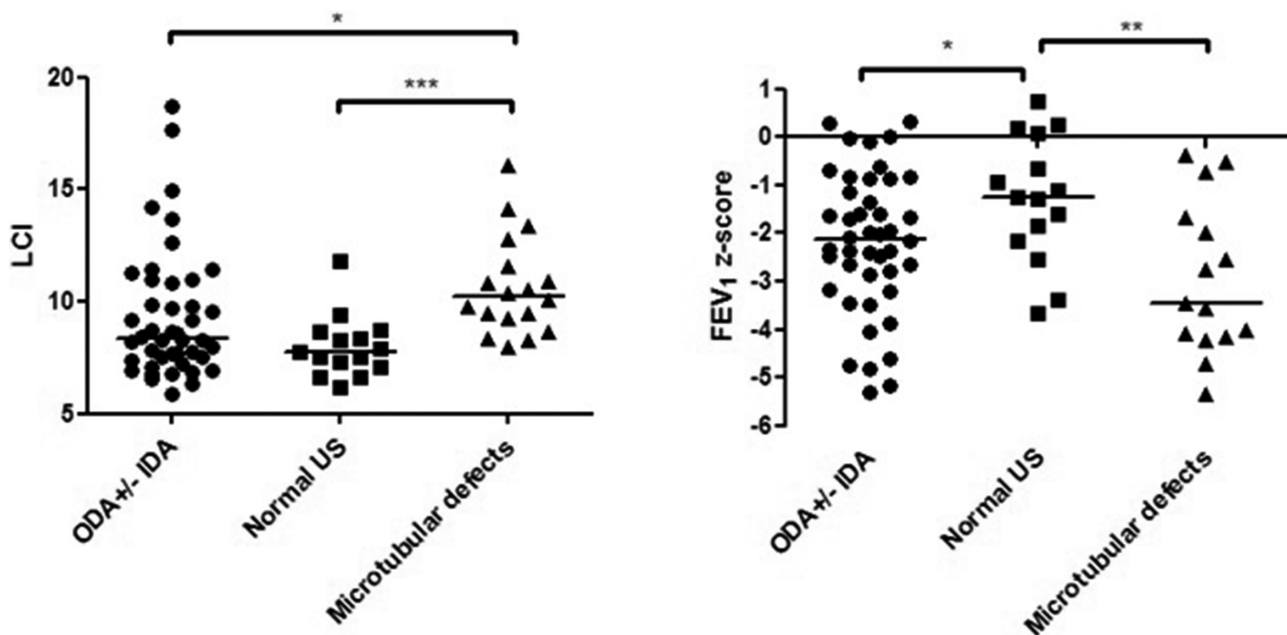 *
***
20
15
10
5
LCI
ODA+/- IDA
Normal US
Microtubular defects
*
**
1
0
-1
-2
-3
-4
-5
-6
FEV₁ z-score
ODA+/- IDA
Normal US
Microtubular defects